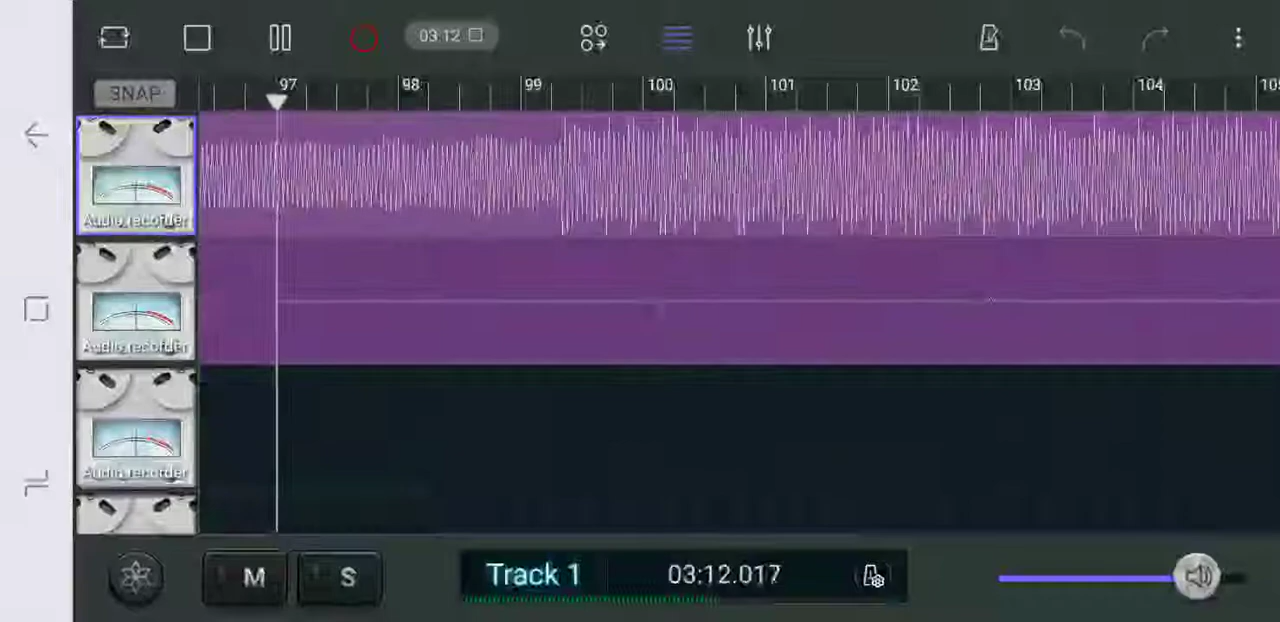 03:12
SNAP
97 98 99 100 101 102 103 104 105
Audio recorder
Audio recorder
Audio recorder
M S Track 1 03:12.017